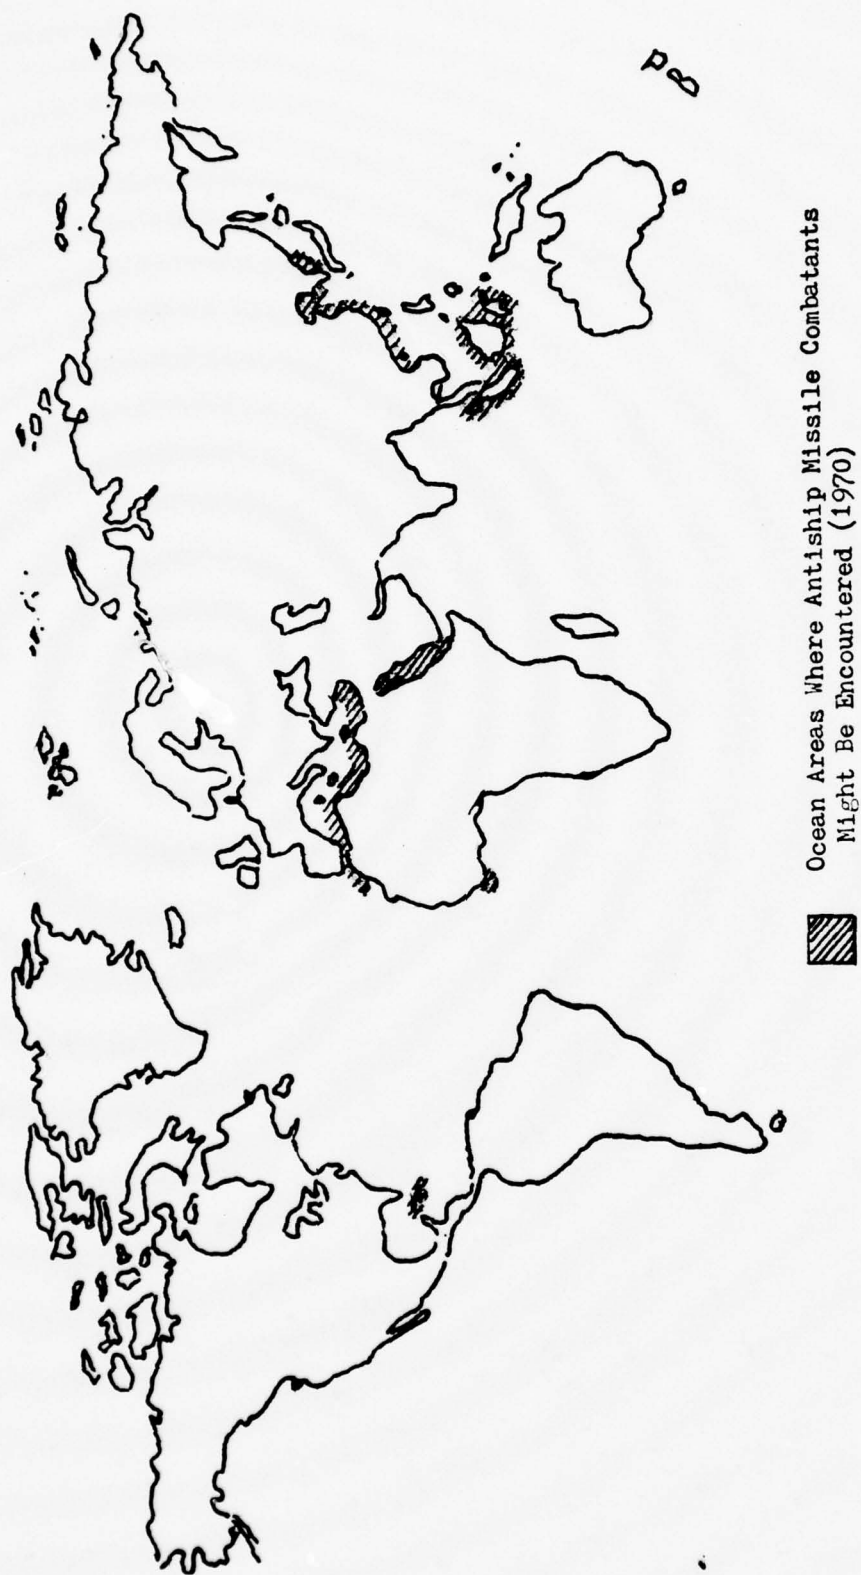 Ocean Areas Where Antiship Missile Combatants
Might Be Encountered (1970)